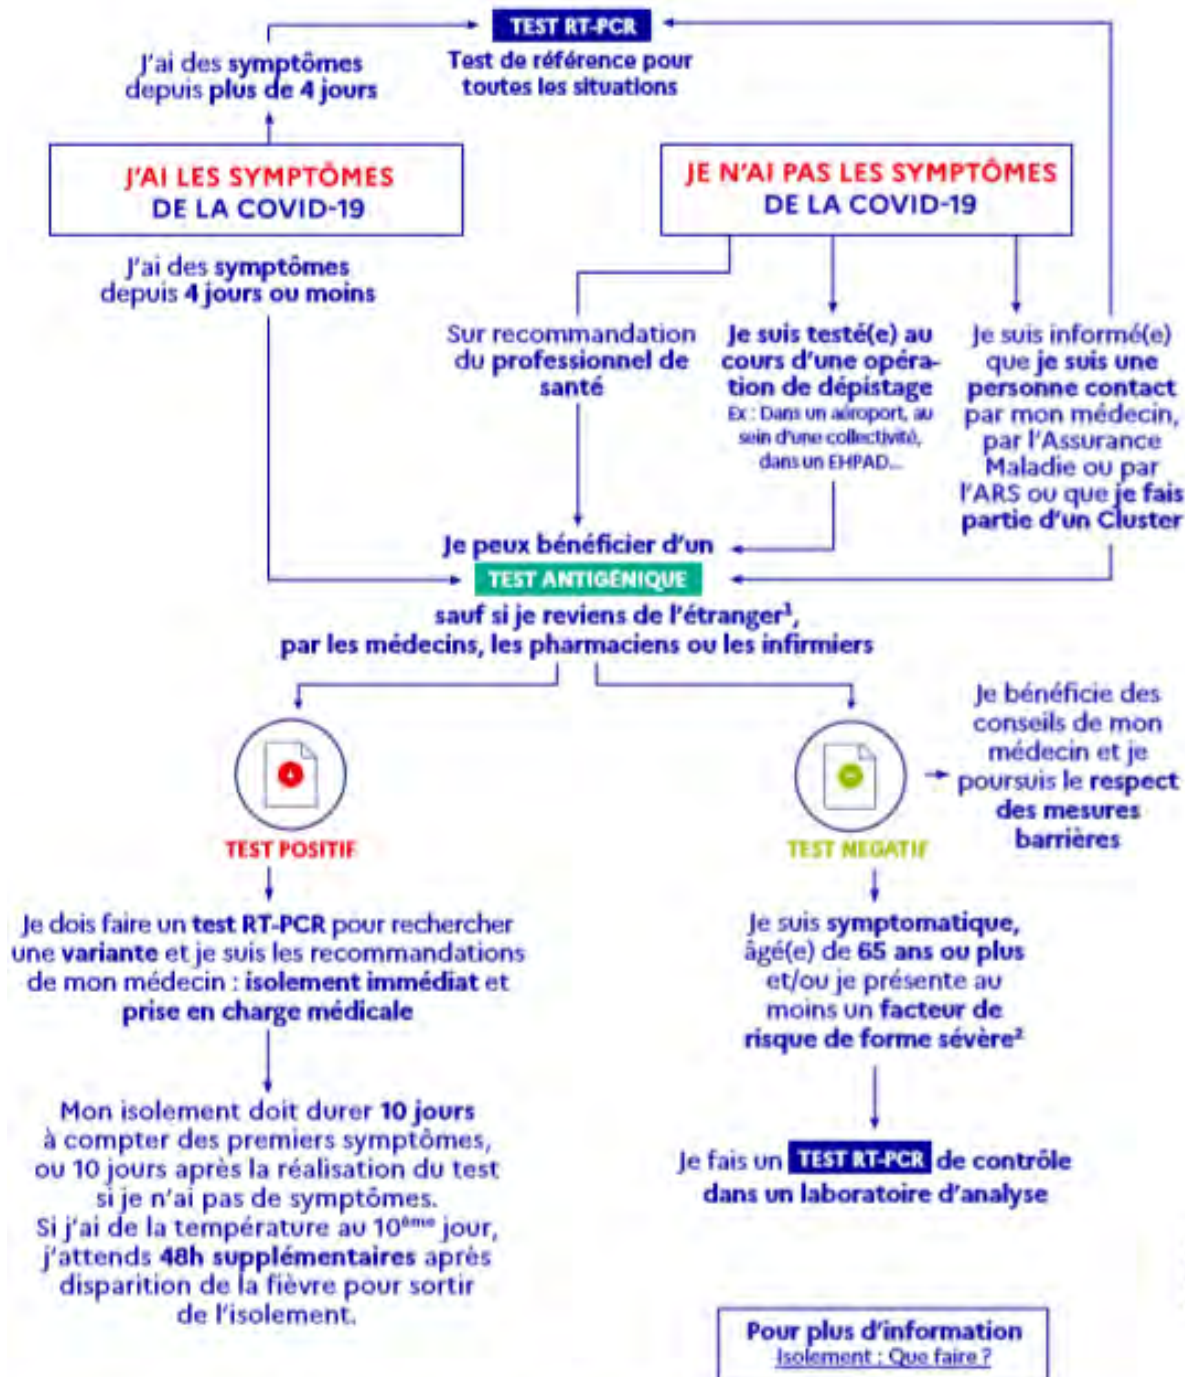 TEST RT-PCR
Test de référence pour
toutes les situations
J'ai des symptômes
depuis plus de 4 jours
J'AI LES SYMPTÔMES
DE LA COVID-19
JE N'AI PAS LES SYMPTÔMES
DE LA COVID-19
J'ai des symptômes
depuis 4 jours ou moins
Sur recommandation
du professionnel de
santé
Je suis testé(e) au
cours d'une opéra-
tion de dépistage
Ex : Dans un aéroport, au
sein d'une collectivité,
dans un EHPAD...
Je suis informé(e)
que je suis une
personne contact
par mon médecin,
par l'Assurance
Maladie ou par
l'ARS ou que je fais
partie d'un Cluster
Je peux bénéficier d'un
TEST ANTIGÉNIQUE
sauf si je reviens de l'étranger¹,
par les médecins, les pharmaciens ou les infirmiers
TEST POSITIF
TEST NEGATIF
Je bénéficie des
conseils de mon
médecin et je
poursuis le respect
des mesures
barrières
Je dois faire un test RT-PCR pour rechercher
une variante et je suis les recommandations
de mon médecin : isolement immédiat et
prise en charge médicale
Je suis symptomatique,
âgé(e) de 65 ans ou plus
et/ou je présente au
moins un facteur de
risque de forme sévère²
Mon isolement doit durer 10 jours
à compter des premiers symptômes,
ou 10 jours après la réalisation du test
si je n'ai pas de symptômes.
Si j'ai de la température au 10ème jour,
j'attends 48h supplémentaires après
disparition de la fièvre pour sortir
de l'isolement.
Je fais un TEST RT-PCR de contrôle
dans un laboratoire d'analyse
Pour plus d'information
Isolement : Que faire ?